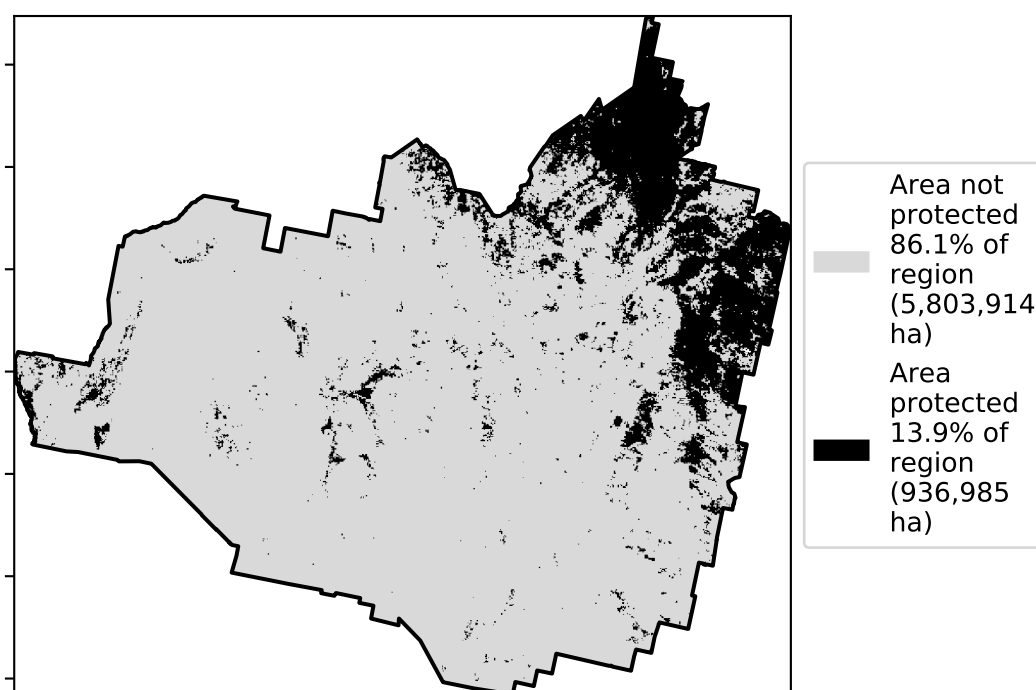 Area not
protected
86.1% of
region
(5,803,914
ha)
Area
protected
13.9% of
region
(936,985
ha)